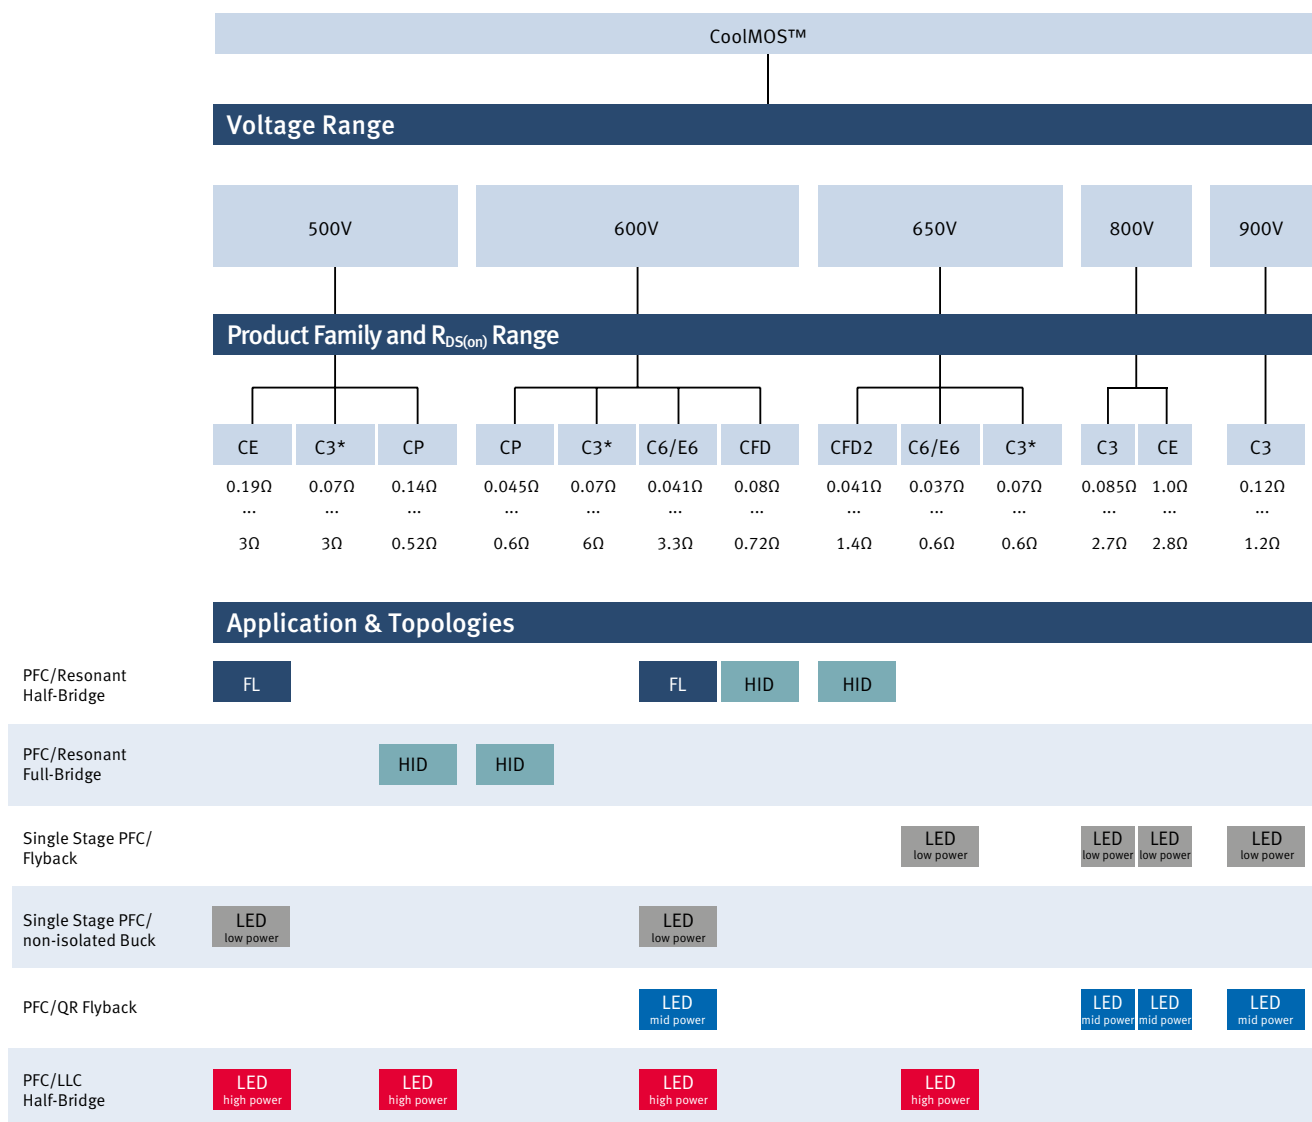 CoolMOS™
Voltage Range
500V 600V 650V 800V 900V
Product Family and RDS(on) Range
CE C3* CP CP C3* C6/E6 CFD CFD2 C6/E6 C3* C3 CE C3
0.19Ω 0.07Ω 0.14Ω 0.045Ω 0.07Ω 0.041Ω 0.08Ω 0.041Ω 0.037Ω 0.07Ω 0.085Ω 1.0Ω 0.12Ω
... ... ... ... ... ... ... ... ... ... ... ... ...
3Ω 3Ω 0.52Ω 0.6Ω 6Ω 3.3Ω 0.72Ω 1.4Ω 0.6Ω 0.6Ω 2.7Ω 2.8Ω 1.2Ω
Application & Topologies
PFC/Resonant
Half-Bridge
FL FL HID HID
PFC/Resonant
Full-Bridge
HID HID
Single Stage PFC/
Flyback
LED LED LED LED
low power low power low power low power
Single Stage PFC/
non-isolated Buck
LED LED
low power low power
PFC/QR Flyback
LED LED LED LED
mid power mid power mid power mid power
PFC/LLC
Half-Bridge
LED LED LED LED
high power high power high power high power